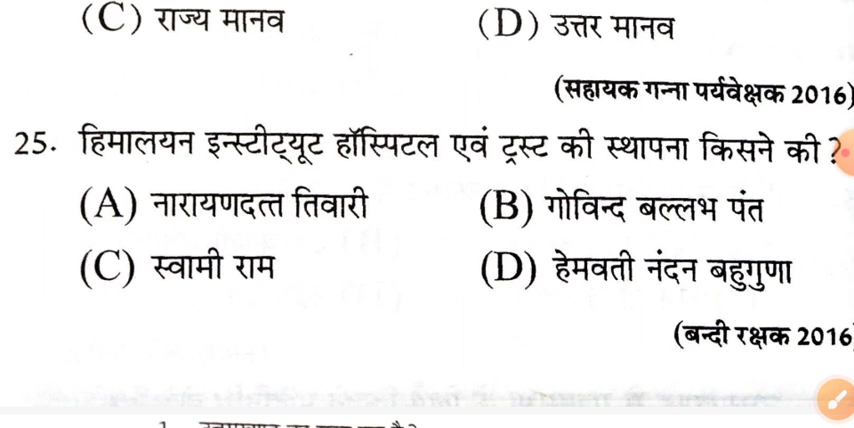 (C) राज्य मानव (D) उत्तर मानव
(सहायक गन्ना पर्यवेक्षक 2016)
25. हिमालयन इन्स्टीट्यूट हॉस्पिटल एवं ट्रस्ट की स्थापना किसने की ?
(A) नारायणदत्त तिवारी (B) गोविन्द बल्लभ पंत
(C) स्वामी राम (D) हेमवती नंदन बहुगुणा
(बन्दी रक्षक 2016